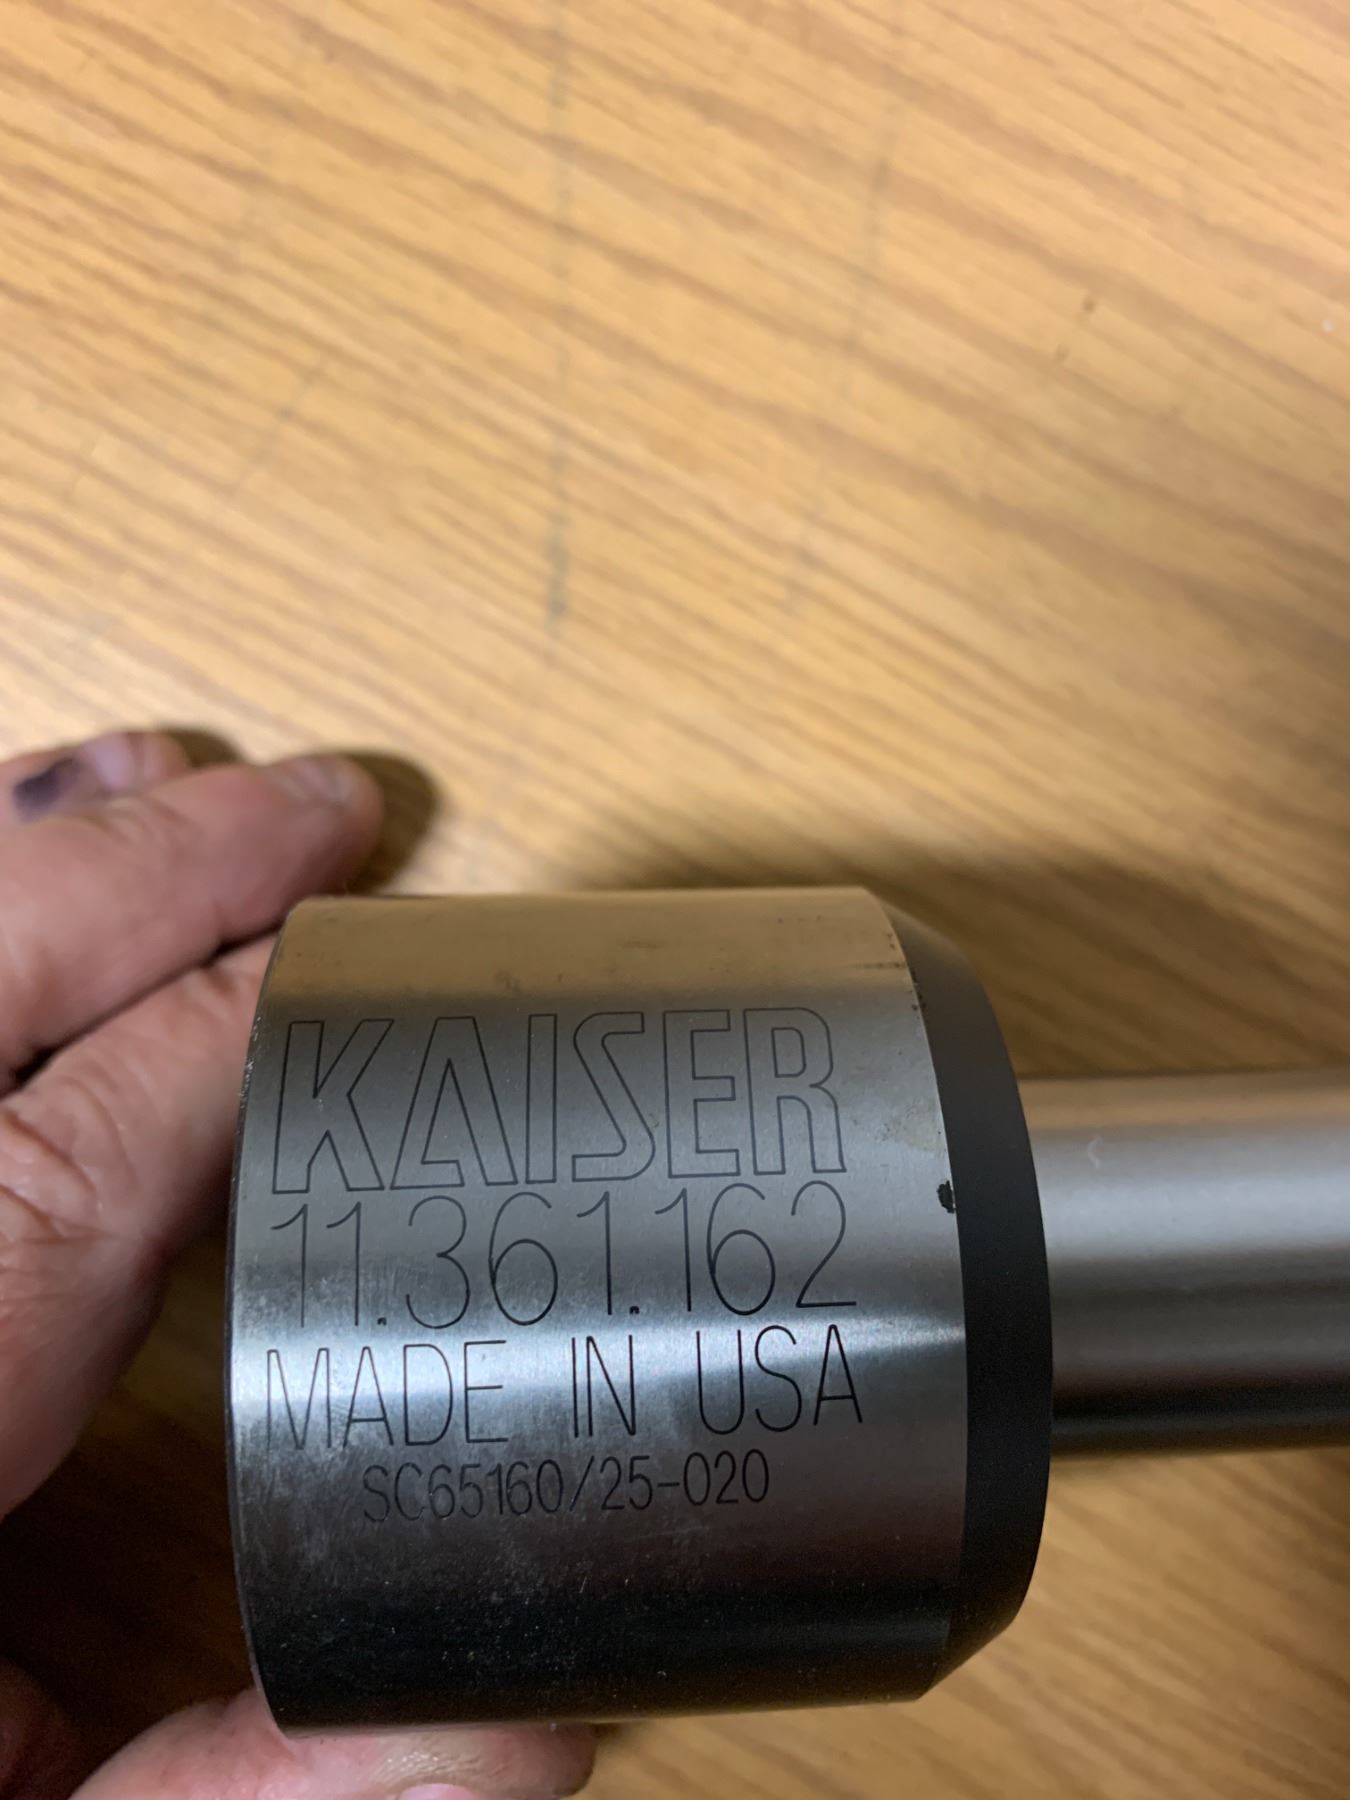 KAISER
11.361.162
MADE IN USA
SC65160/25-020